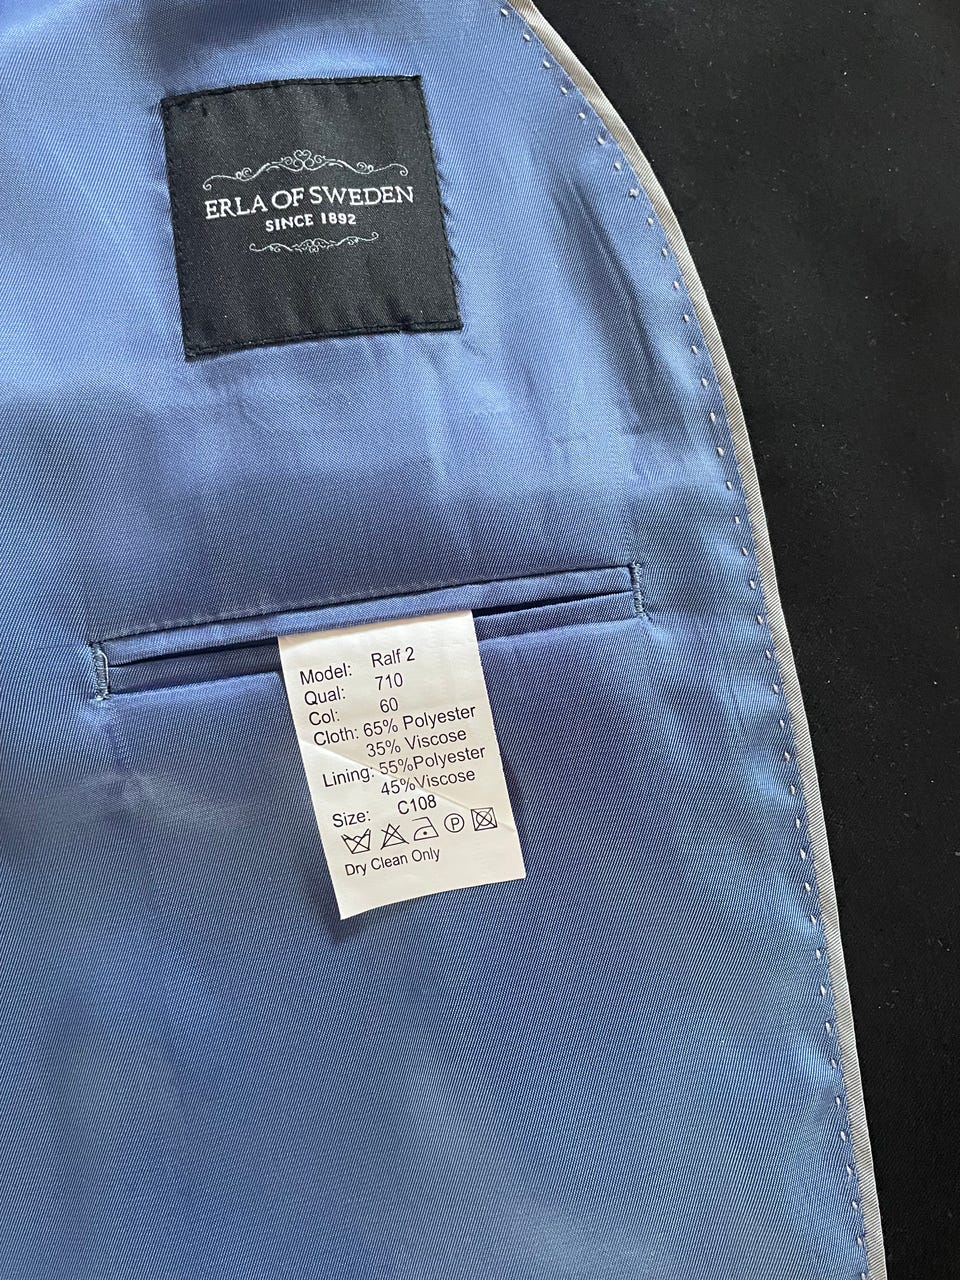 ERLA OF SWEDEN
SINCE 1892
Model: Ralf 2
Qual: 710
Col: 60
Cloth: 65% Polyester
35% Viscose
Lining: 55%Polyester
45%Viscose
Size: C108
P
Dry Clean Only